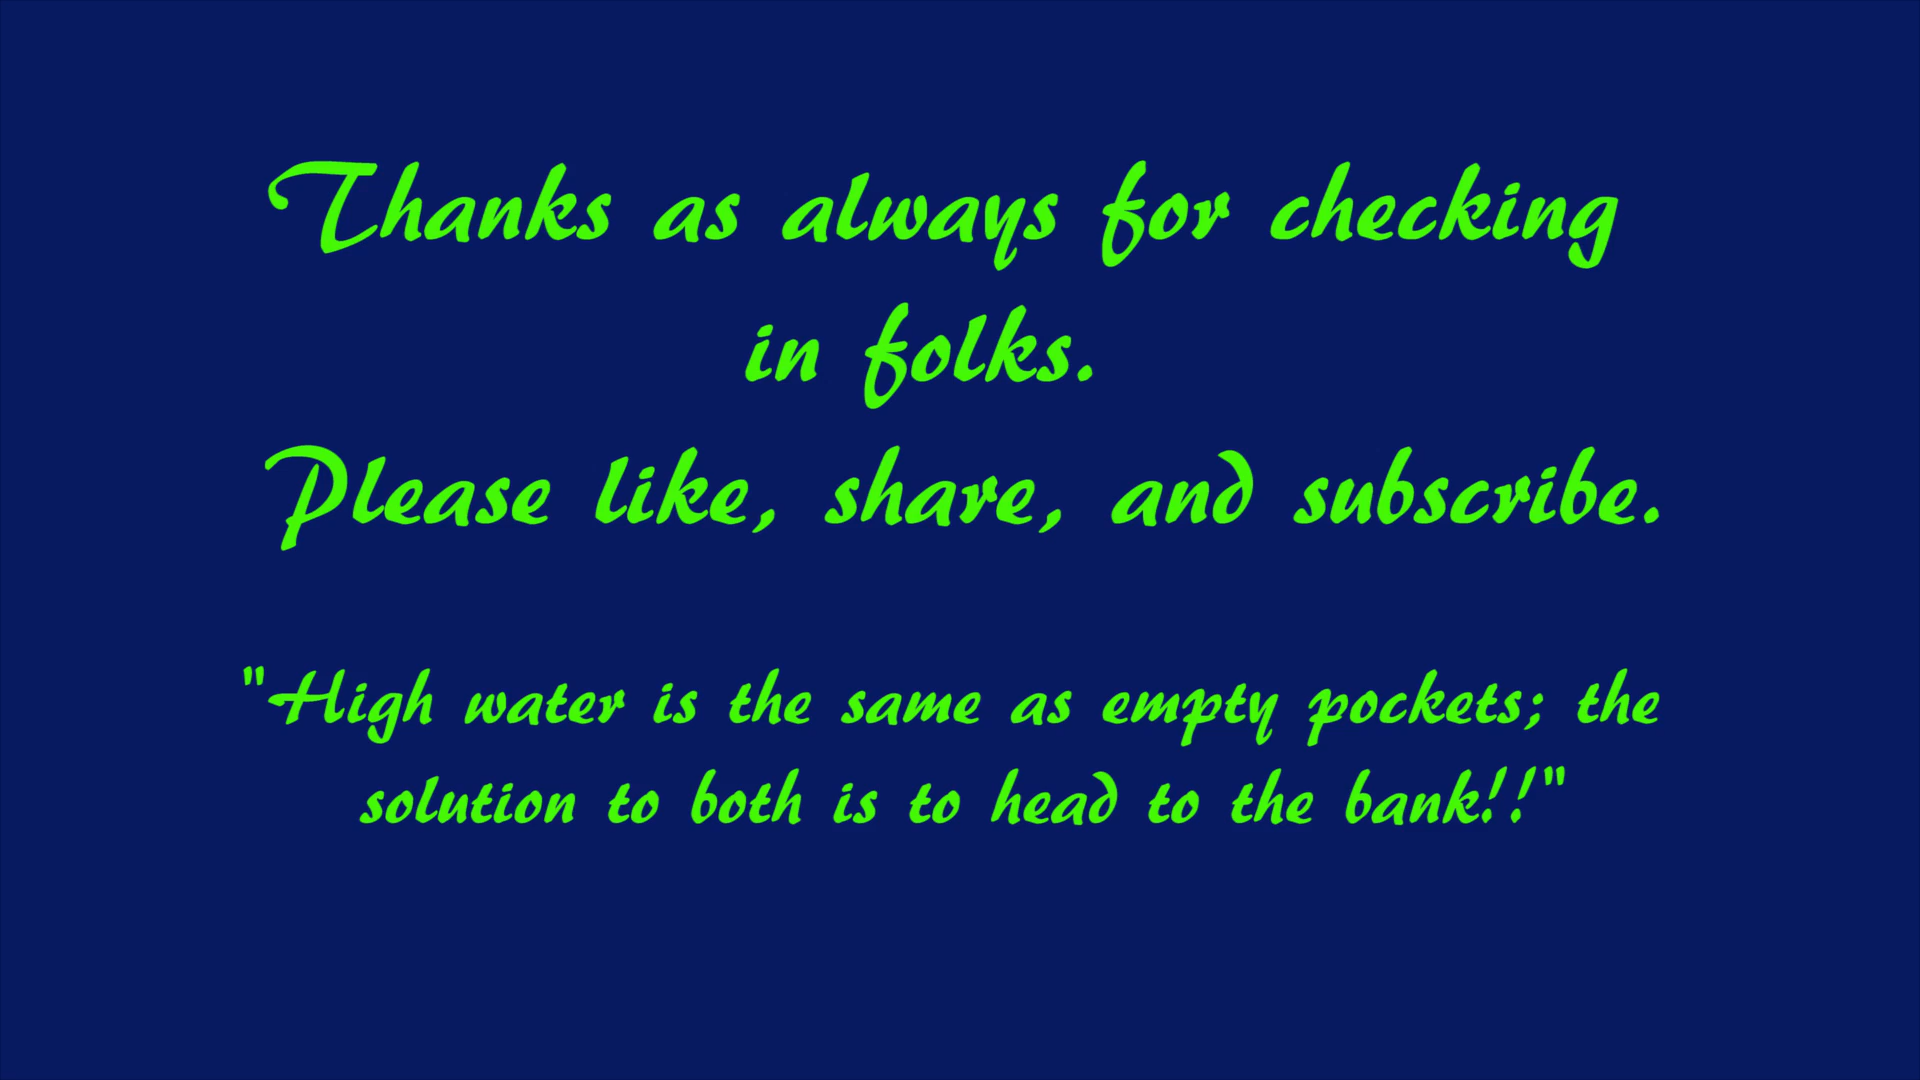 Thanks as always for checking
in folks.
Please like, share, and subscribe.
"High water is the same as empty pockets; the
solution to both is to head to the bank!!"